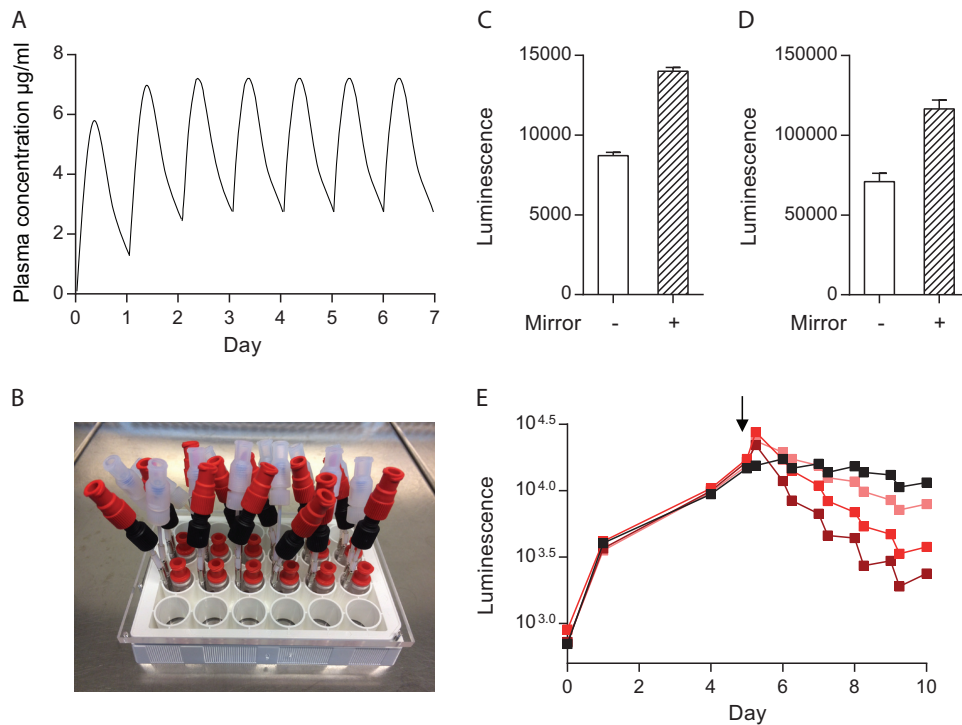 A
Plasma concentration µg/ml
8
6
4
2
0
0 1 2 3 4 5 6 7
Day
B
C
Luminescence
15000
10000
5000
0
Mirror - +
D
Luminescence
150000
100000
50000
0
Mirror - +
E
Luminescence
10^4.5
10^4.0
10^3.5
10^3.0
0 2 4 6 8 10
Day